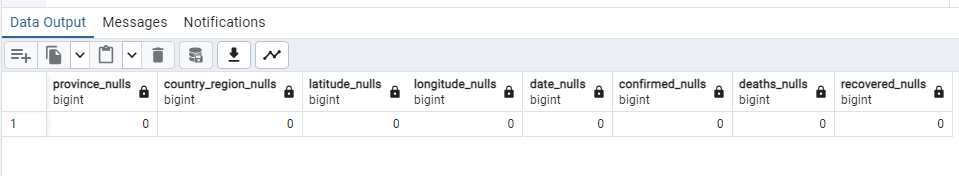 Data Output Messages Notifications
province_nulls country_region_nulls latitude_nulls longitude_nulls date_nulls confirmed_nulls deaths_nulls recovered_nulls
bigint bigint bigint bigint bigint bigint bigint bigint
1 0 0 0 0 0 0 0 0